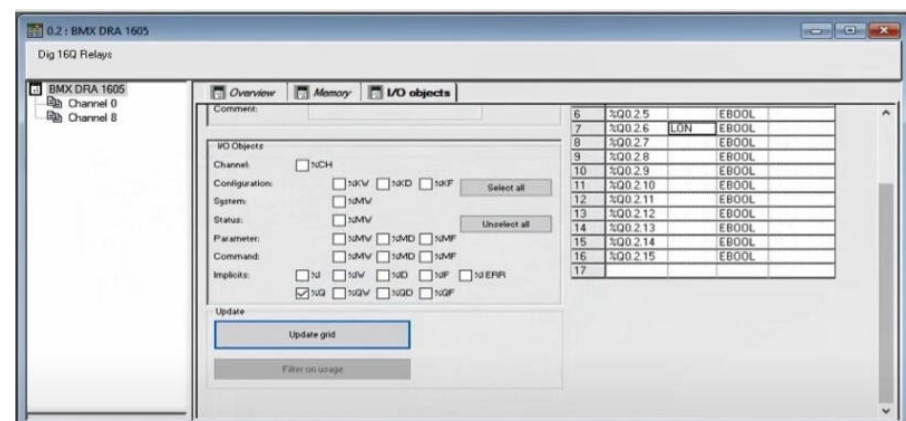 0.2 : BMX DRA 1605
Dig 16Q Relays
BMX DRA 1605
Channel 0
Channel 8
Overview
Memory
I/O objects
Comment:
I/O Objects
Channel: %CH
Configuration: %KW %KD %KF Select all
System: %MW
Status: %MW Unselect all
Parameter: %MW %MD %MF
Command: %MW %MD %MF
Implicits: %I %IW %ID %IF %I ERR
%Q %QW %QD %QF
Update
Update grid
Filter on usage
6 %Q0.2.5 EBOOL
7 %Q0.2.6 LON EBOOL
8 %Q0.2.7 EBOOL
9 %Q0.2.8 EBOOL
10 %Q0.2.9 EBOOL
11 %Q0.2.10 EBOOL
12 %Q0.2.11 EBOOL
13 %Q0.2.12 EBOOL
14 %Q0.2.13 EBOOL
15 %Q0.2.14 EBOOL
16 %Q0.2.15 EBOOL
17